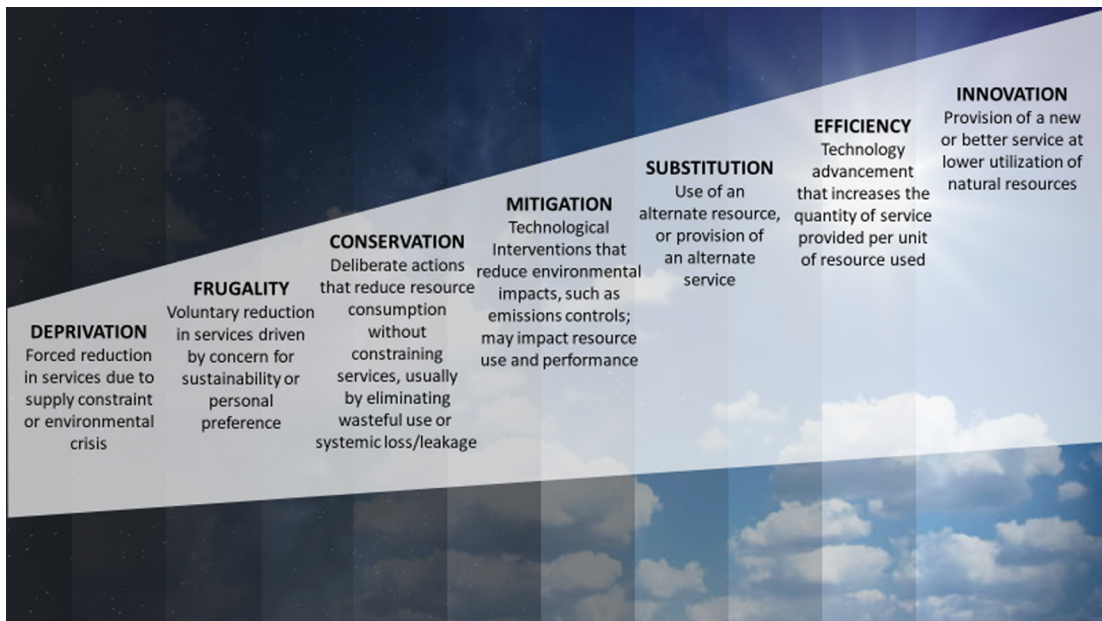 DEPRIVATION
Forced reduction
in services due to
supply constraint
or environmental
crisis
FRUGALITY
Voluntary reduction
in services driven
by concern for
sustainability or
personal
preference
CONSERVATION
Deliberate actions
that reduce resource
consumption
without
constraining
services, usually
by eliminating
wasteful use or
systemic loss/leakage
MITIGATION
Technological
Interventions that
reduce environmental
impacts, such as
emissions controls;
may impact resource
use and performance
SUBSTITUTION
Use of an
alternate resource,
or provision of
an alternate
service
EFFICIENCY
Technology
advancement
that increases the
quantity of service
provided per unit
of resource used
INNOVATION
Provision of a new
or better service at
lower utilization of
natural resources